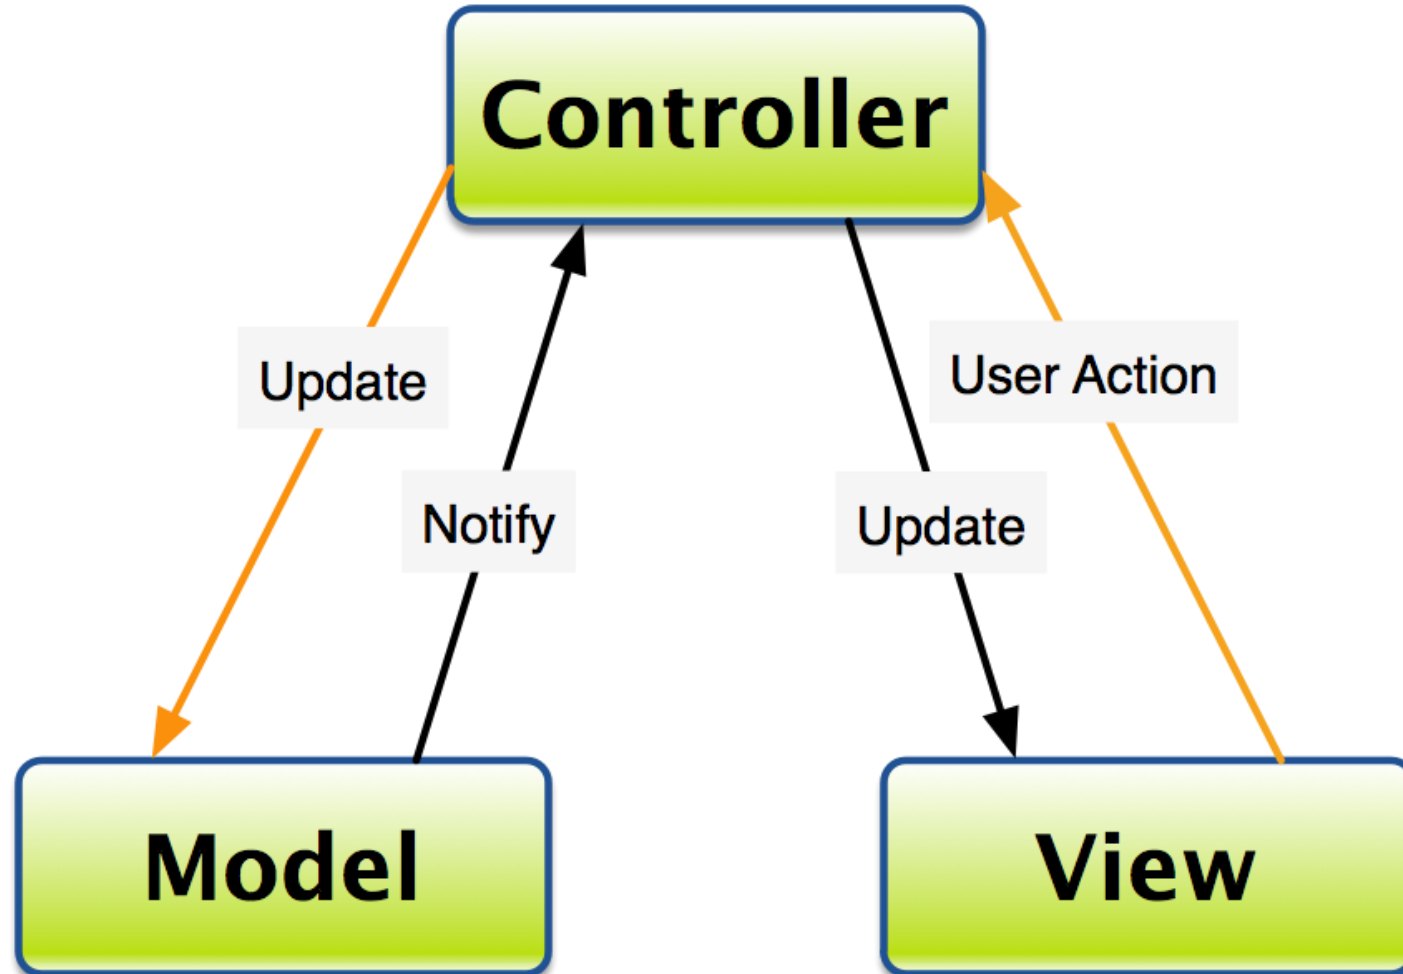 Controller
Update
User Action
Notify
Update
Model
View